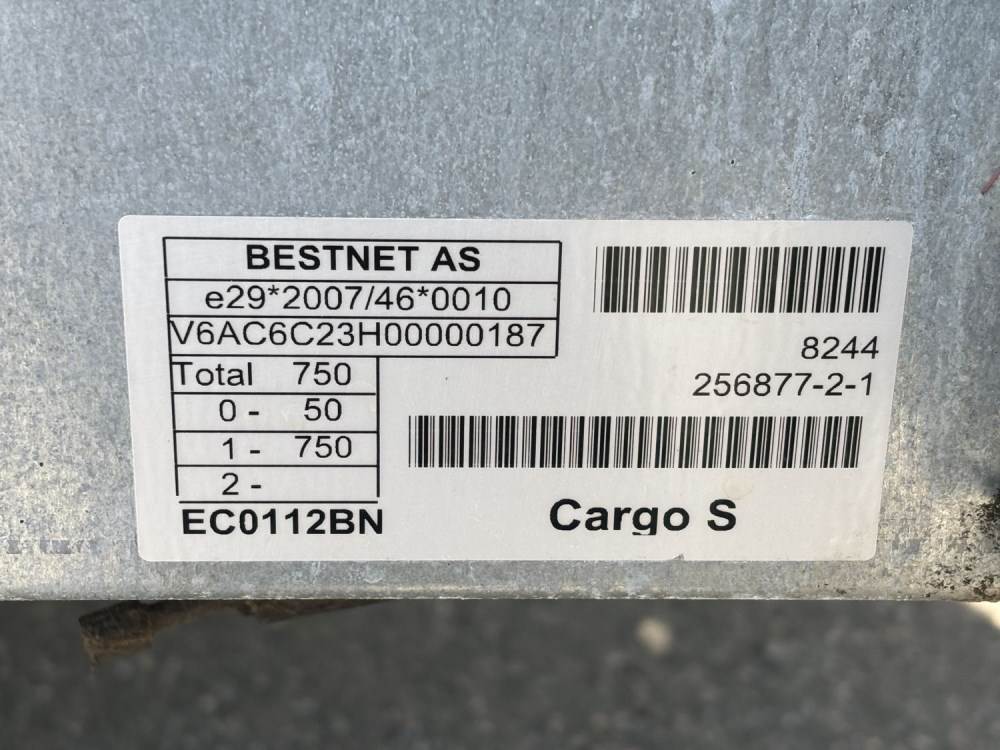 BESTNET AS
e29*2007/46*0010
V6AC6C23H00000187
Total 750
0 - 50
1 - 750
2 -
EC0112BN
8244
256877-2-1
Cargo S